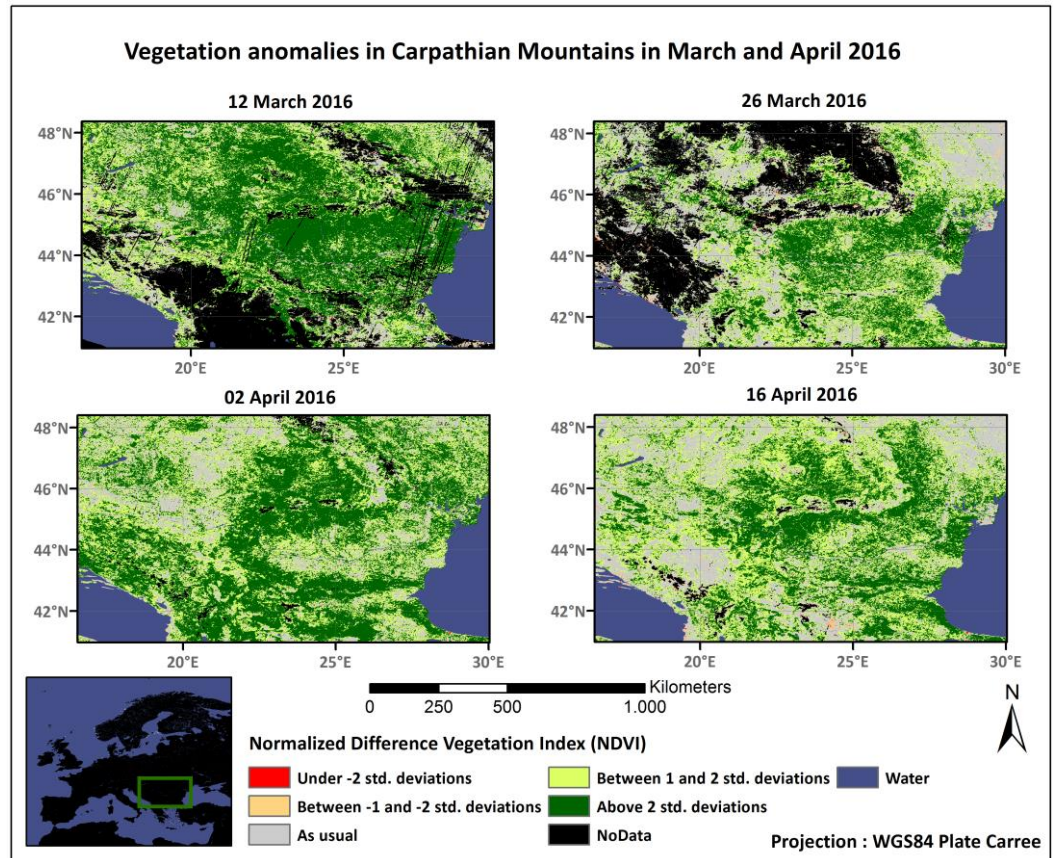 Vegetation anomalies in Carpathian Mountains in March and April 2016
12 March 2016
26 March 2016
48°N
46°N
44°N
42°N
20°E
25°E
48°N
46°N
44°N
42°N
20°E
25°E
30°E
02 April 2016
16 April 2016
48°N
46°N
44°N
42°N
20°E
25°E
30°E
48°N
46°N
44°N
42°N
20°E
25°E
30°E
Kilometers
0 250 500 1.000
N
Normalized Difference Vegetation Index (NDVI)
Under -2 std. deviations
Between 1 and 2 std. deviations
Water
Between -1 and -2 std. deviations
Above 2 std. deviations
As usual
NoData
Projection : WGS84 Plate Carree